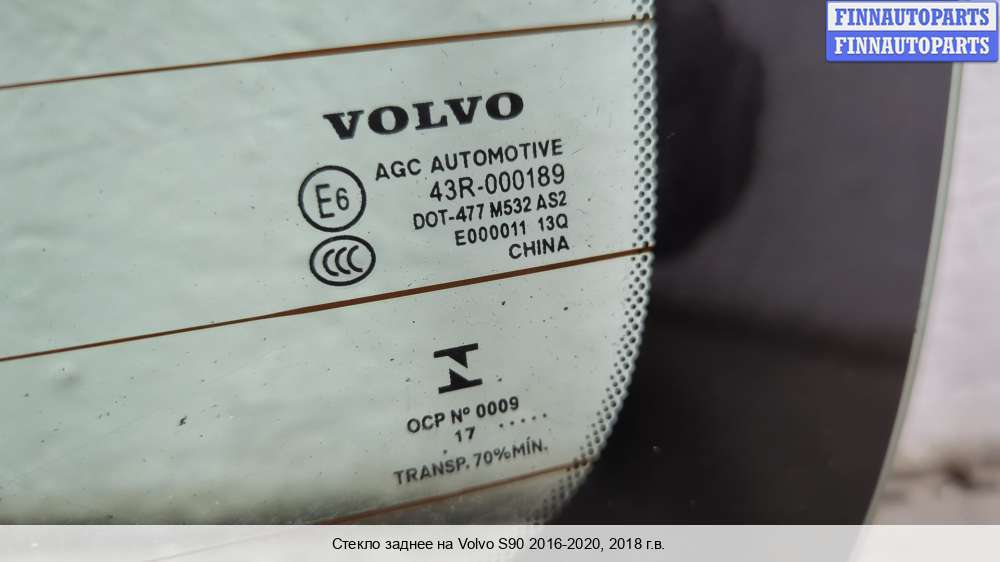 FINNAUTOPARTS
FINNAUTOPARTS
VOLVO
AGC AUTOMOTIVE
E6
43R-000189
DOT-477 M532 AS2
E000011 13Q
CCC
CHINA
OCP Nº 0009
. 17 .....
TRANSP. 70%MÍN.
Стекло заднее на Volvo S90 2016-2020, 2018 г.в.